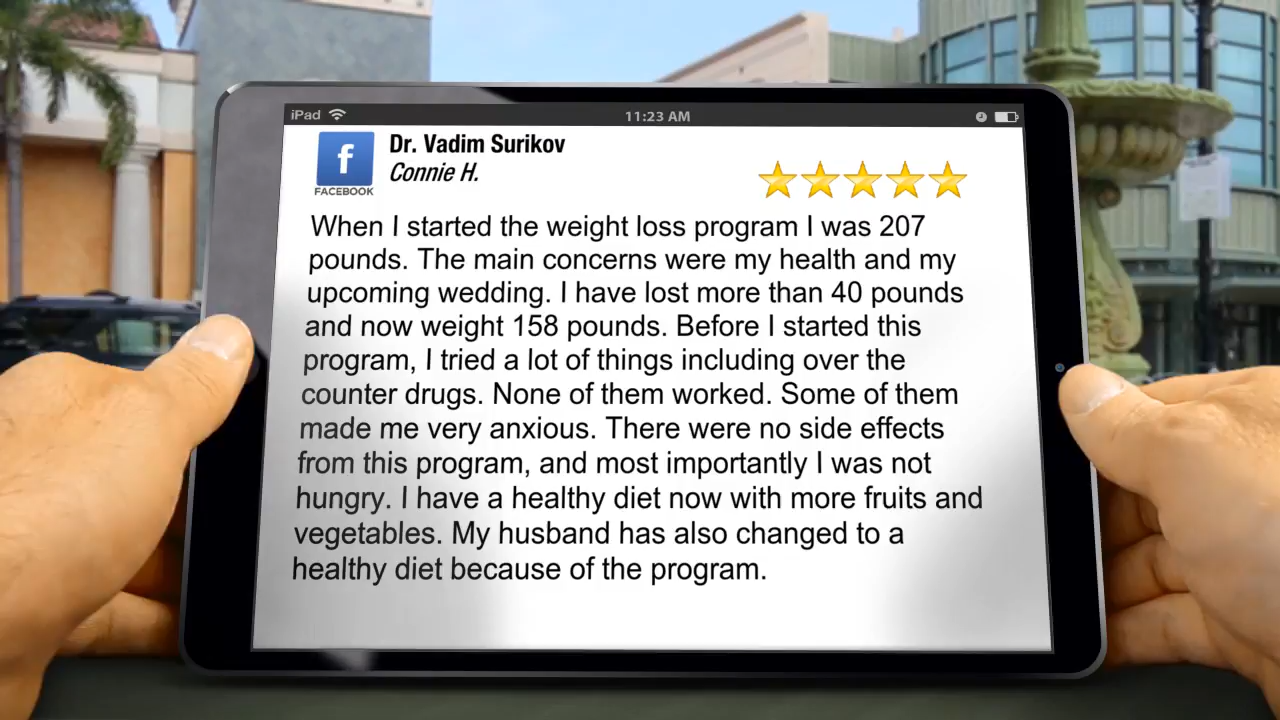 iPad 11:23 AM
f
FACEBOOK
Dr. Vadim Surikov
Connie H.
When I started the weight loss program I was 207
pounds. The main concerns were my health and my
upcoming wedding. I have lost more than 40 pounds
and now weight 158 pounds. Before I started this
program, I tried a lot of things including over the
counter drugs. None of them worked. Some of them
made me very anxious. There were no side effects
from this program, and most importantly I was not
hungry. I have a healthy diet now with more fruits and
vegetables. My husband has also changed to a
healthy diet because of the program.